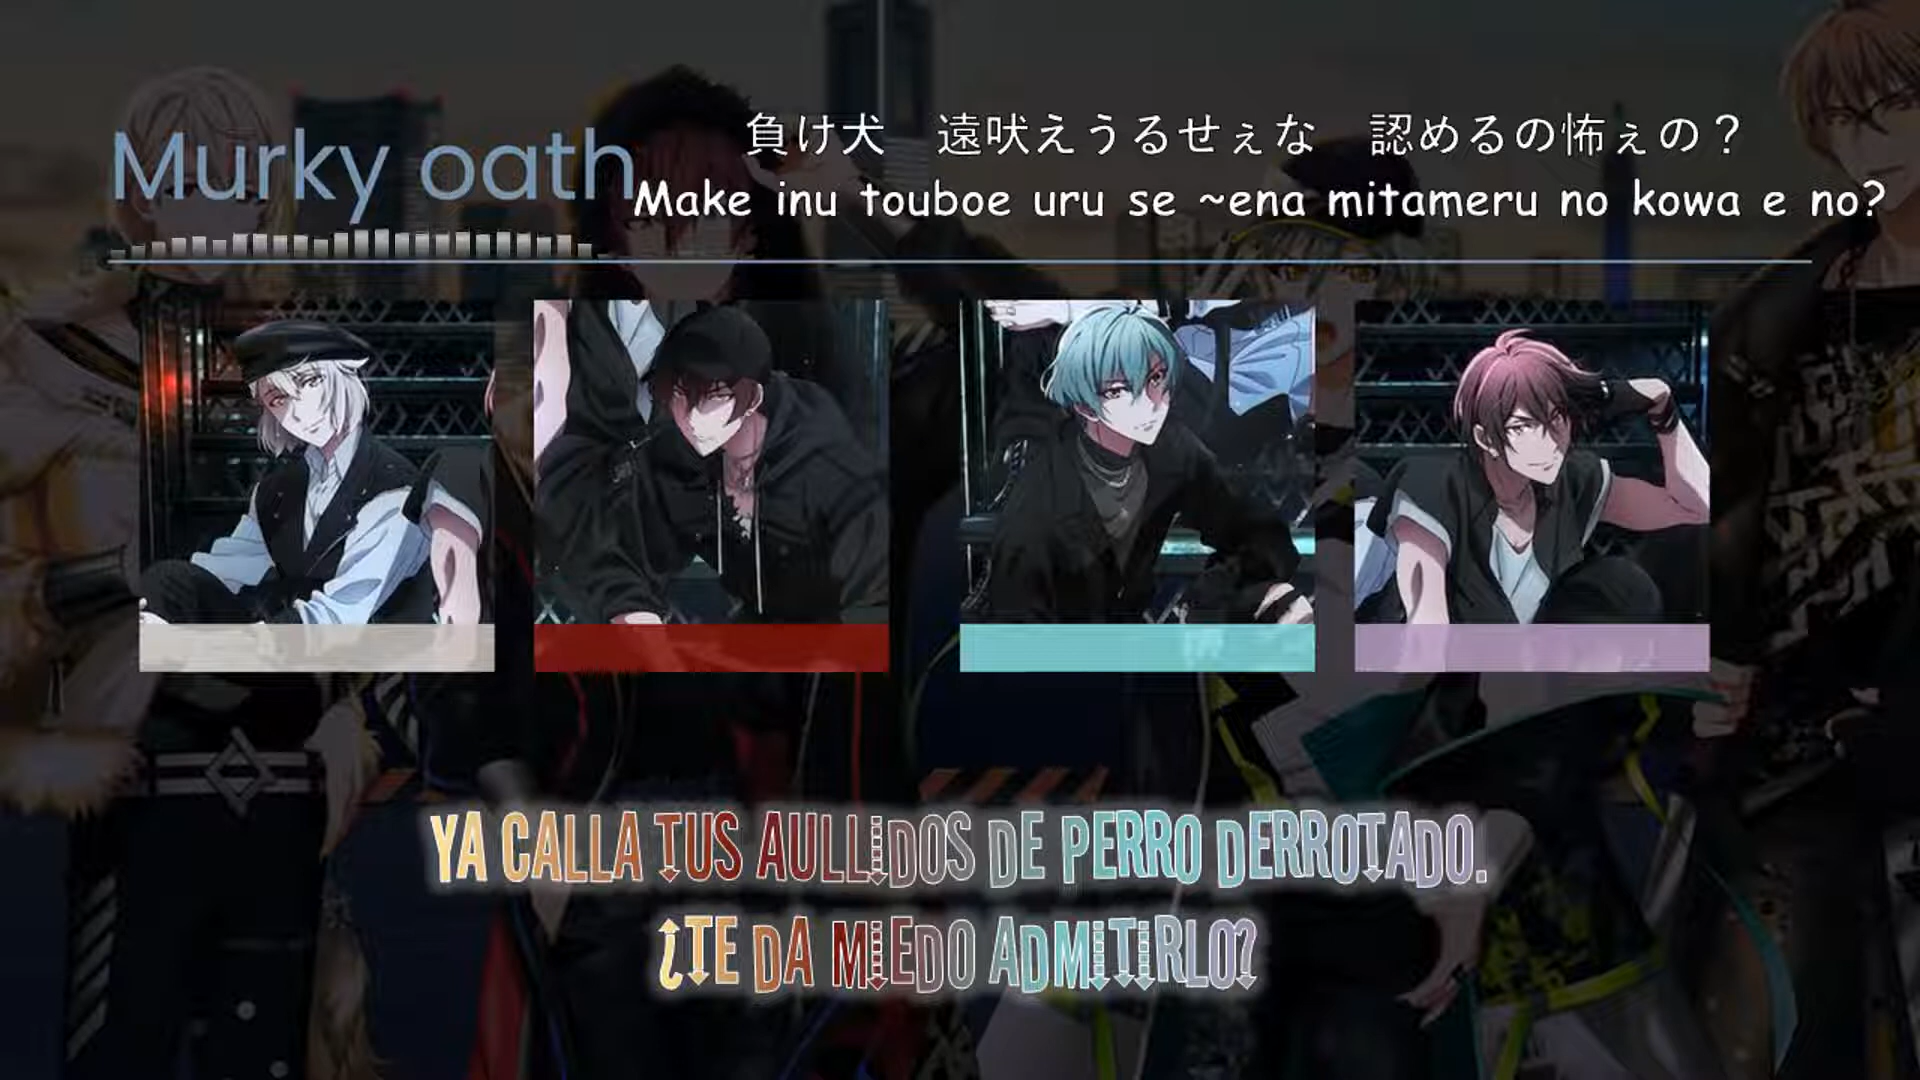 Murky oath
負け犬　遠吠えうるせぇな　認めるの怖ぇの？
Make inu touboe uru se ~ena mitameru no kowa e no?
YA CALLA TUS AULLiDOS DE PERRO DERROTADO.
¿TE DA MiEDO ADMiTiRLO?